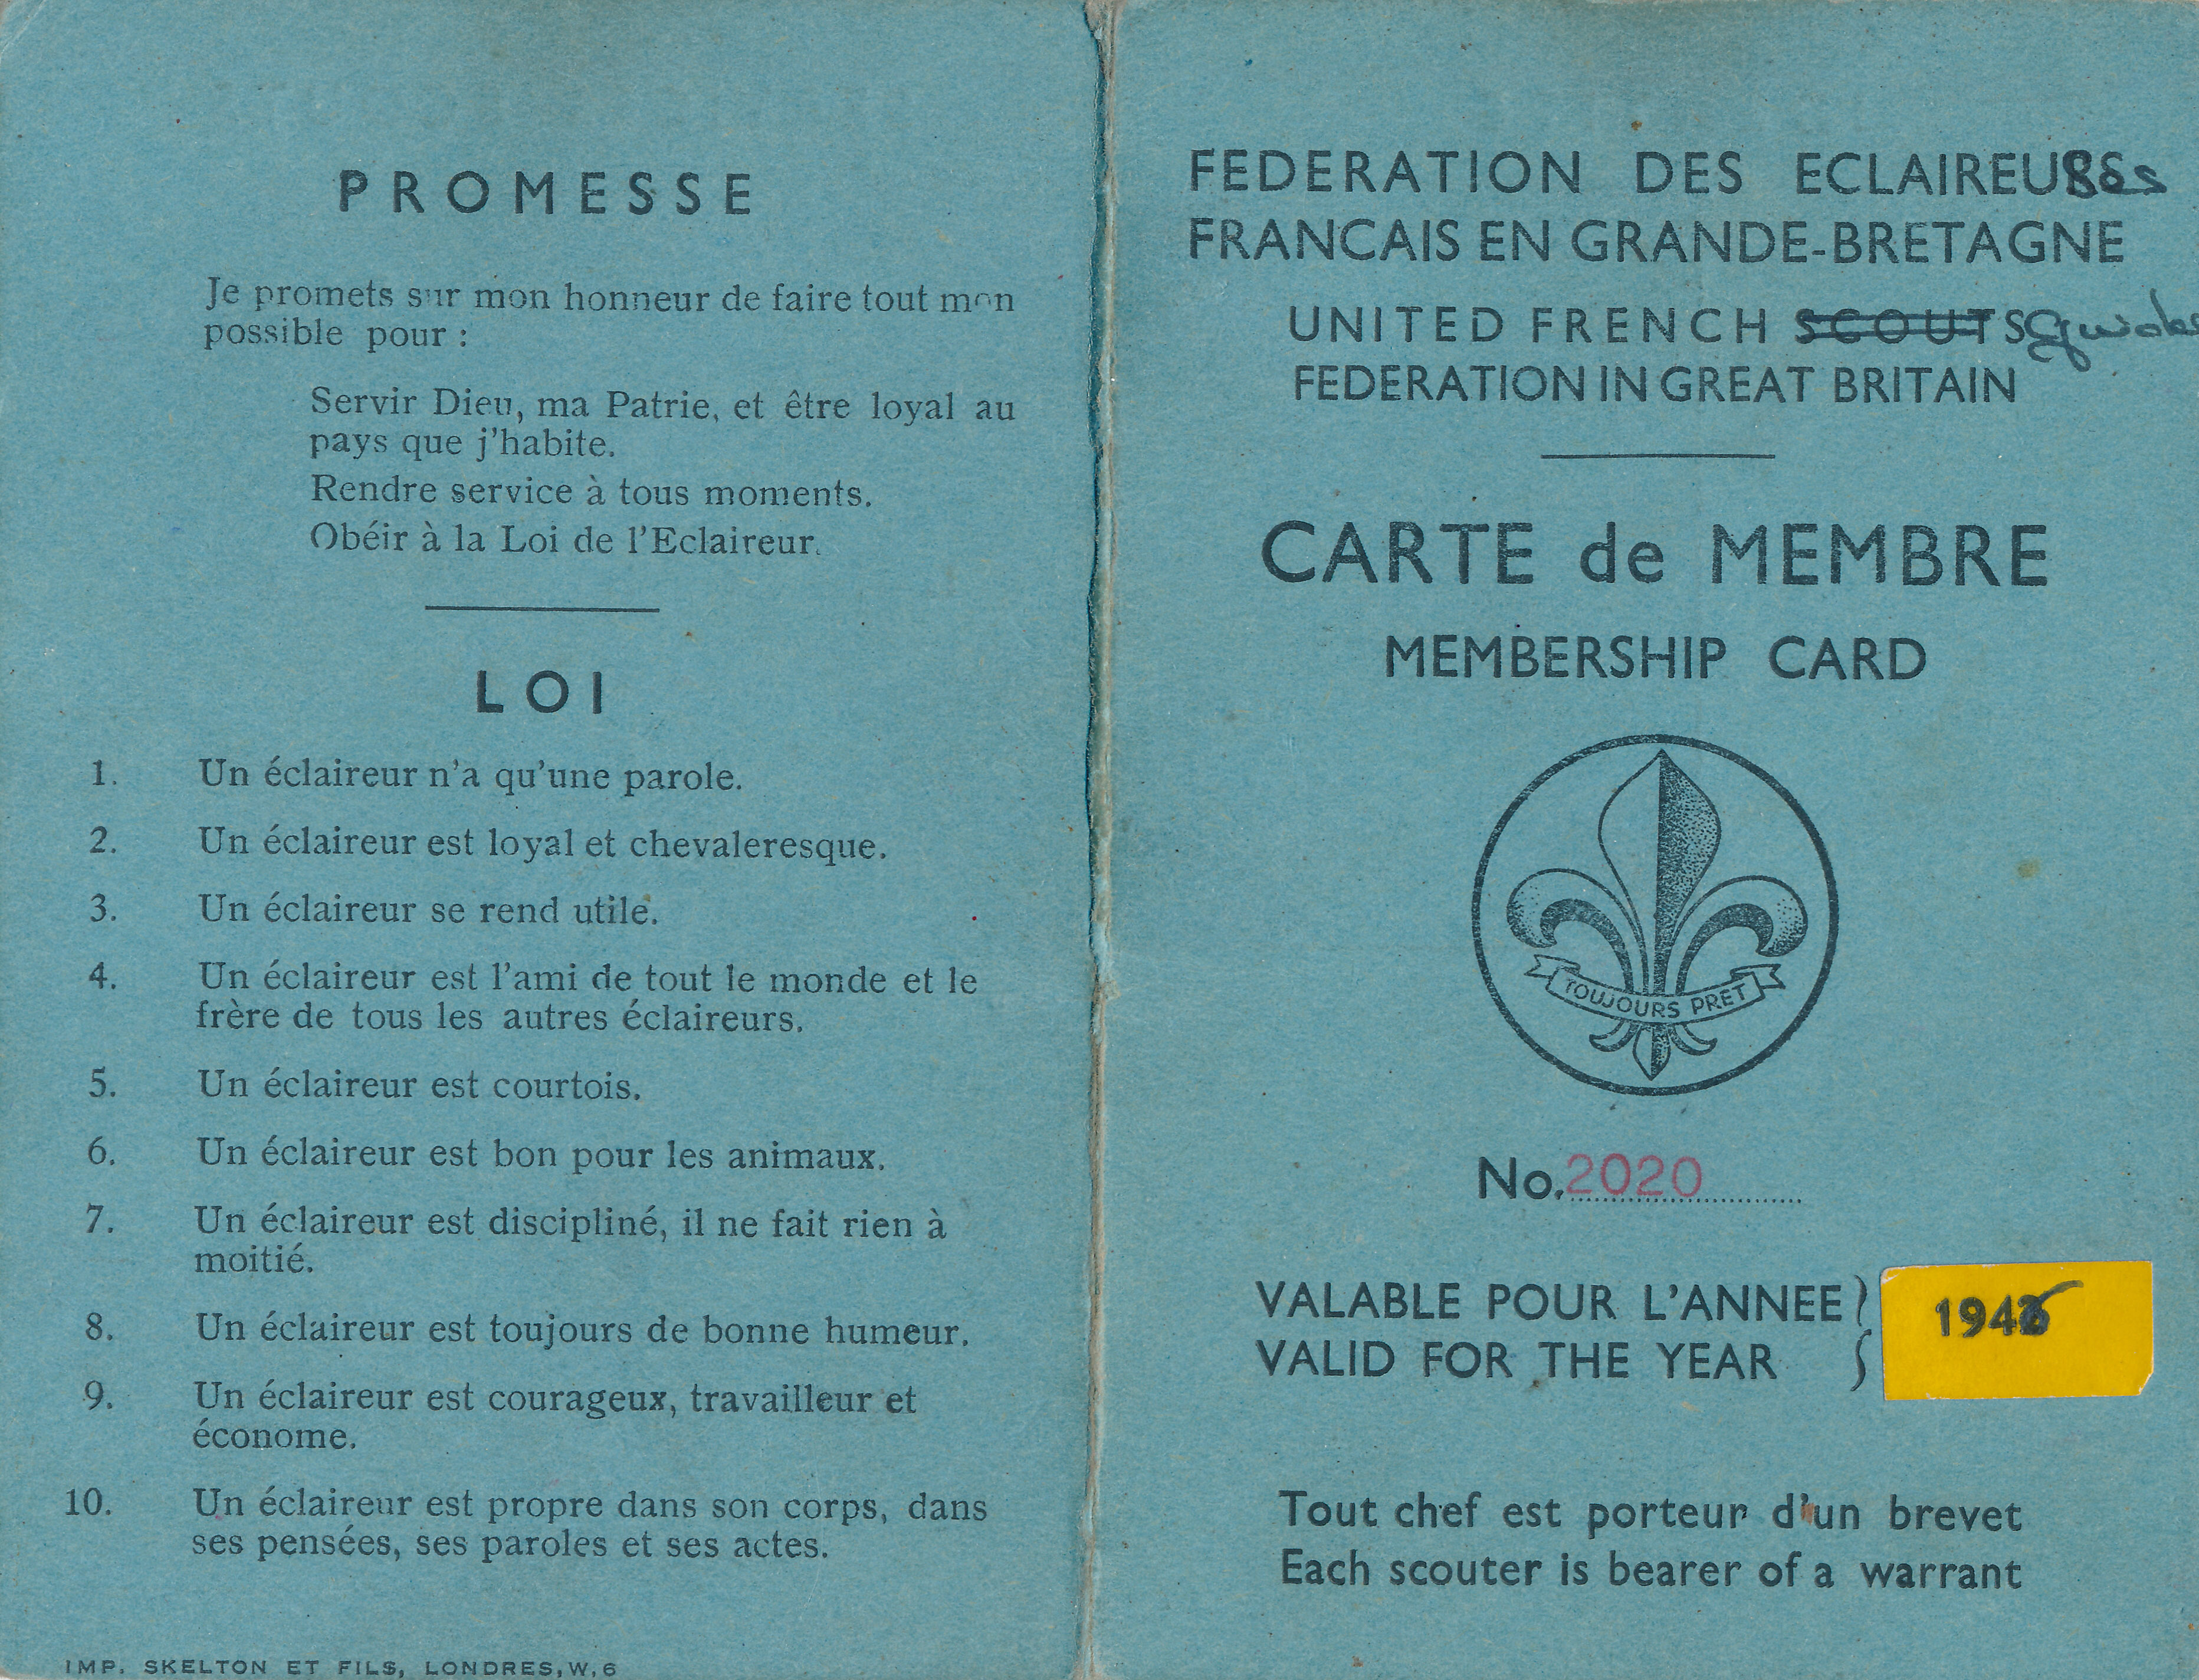 PROMESSE
Je promets sur mon honneur de faire tout mon
possible pour :
Servir Dieu, ma Patrie, et être loyal au
pays que j'habite.
Rendre service à tous moments.
Obéir à la Loi de l'Eclaireur.
LOI
1. Un éclaireur n'a qu'une parole.
2. Un éclaireur est loyal et chevaleresque.
3. Un éclaireur se rend utile.
4. Un éclaireur est l'ami de tout le monde et le
frère de tous les autres éclaireurs.
5. Un éclaireur est courtois.
6. Un éclaireur est bon pour les animaux.
7. Un éclaireur est discipliné, il ne fait rien à
moitié.
8. Un éclaireur est toujours de bonne humeur.
9. Un éclaireur est courageux, travailleur et
économe.
10. Un éclaireur est propre dans son corps, dans
ses pensées, ses paroles et ses actes.
IMP. SKELTON ET FILS, LONDRES, W, 6
FEDERATION DES ECLAIREUSES
FRANCAIS EN GRANDE-BRETAGNE
UNITED FRENCH SCOUTS Guides
FEDERATION IN GREAT BRITAIN
CARTE de MEMBRE
MEMBERSHIP CARD
TOUJOURS PRET
No. 2020
VALABLE POUR L'ANNEE
VALID FOR THE YEAR
Tout chef est porteur d'un brevet
Each scouter is bearer of a warrant